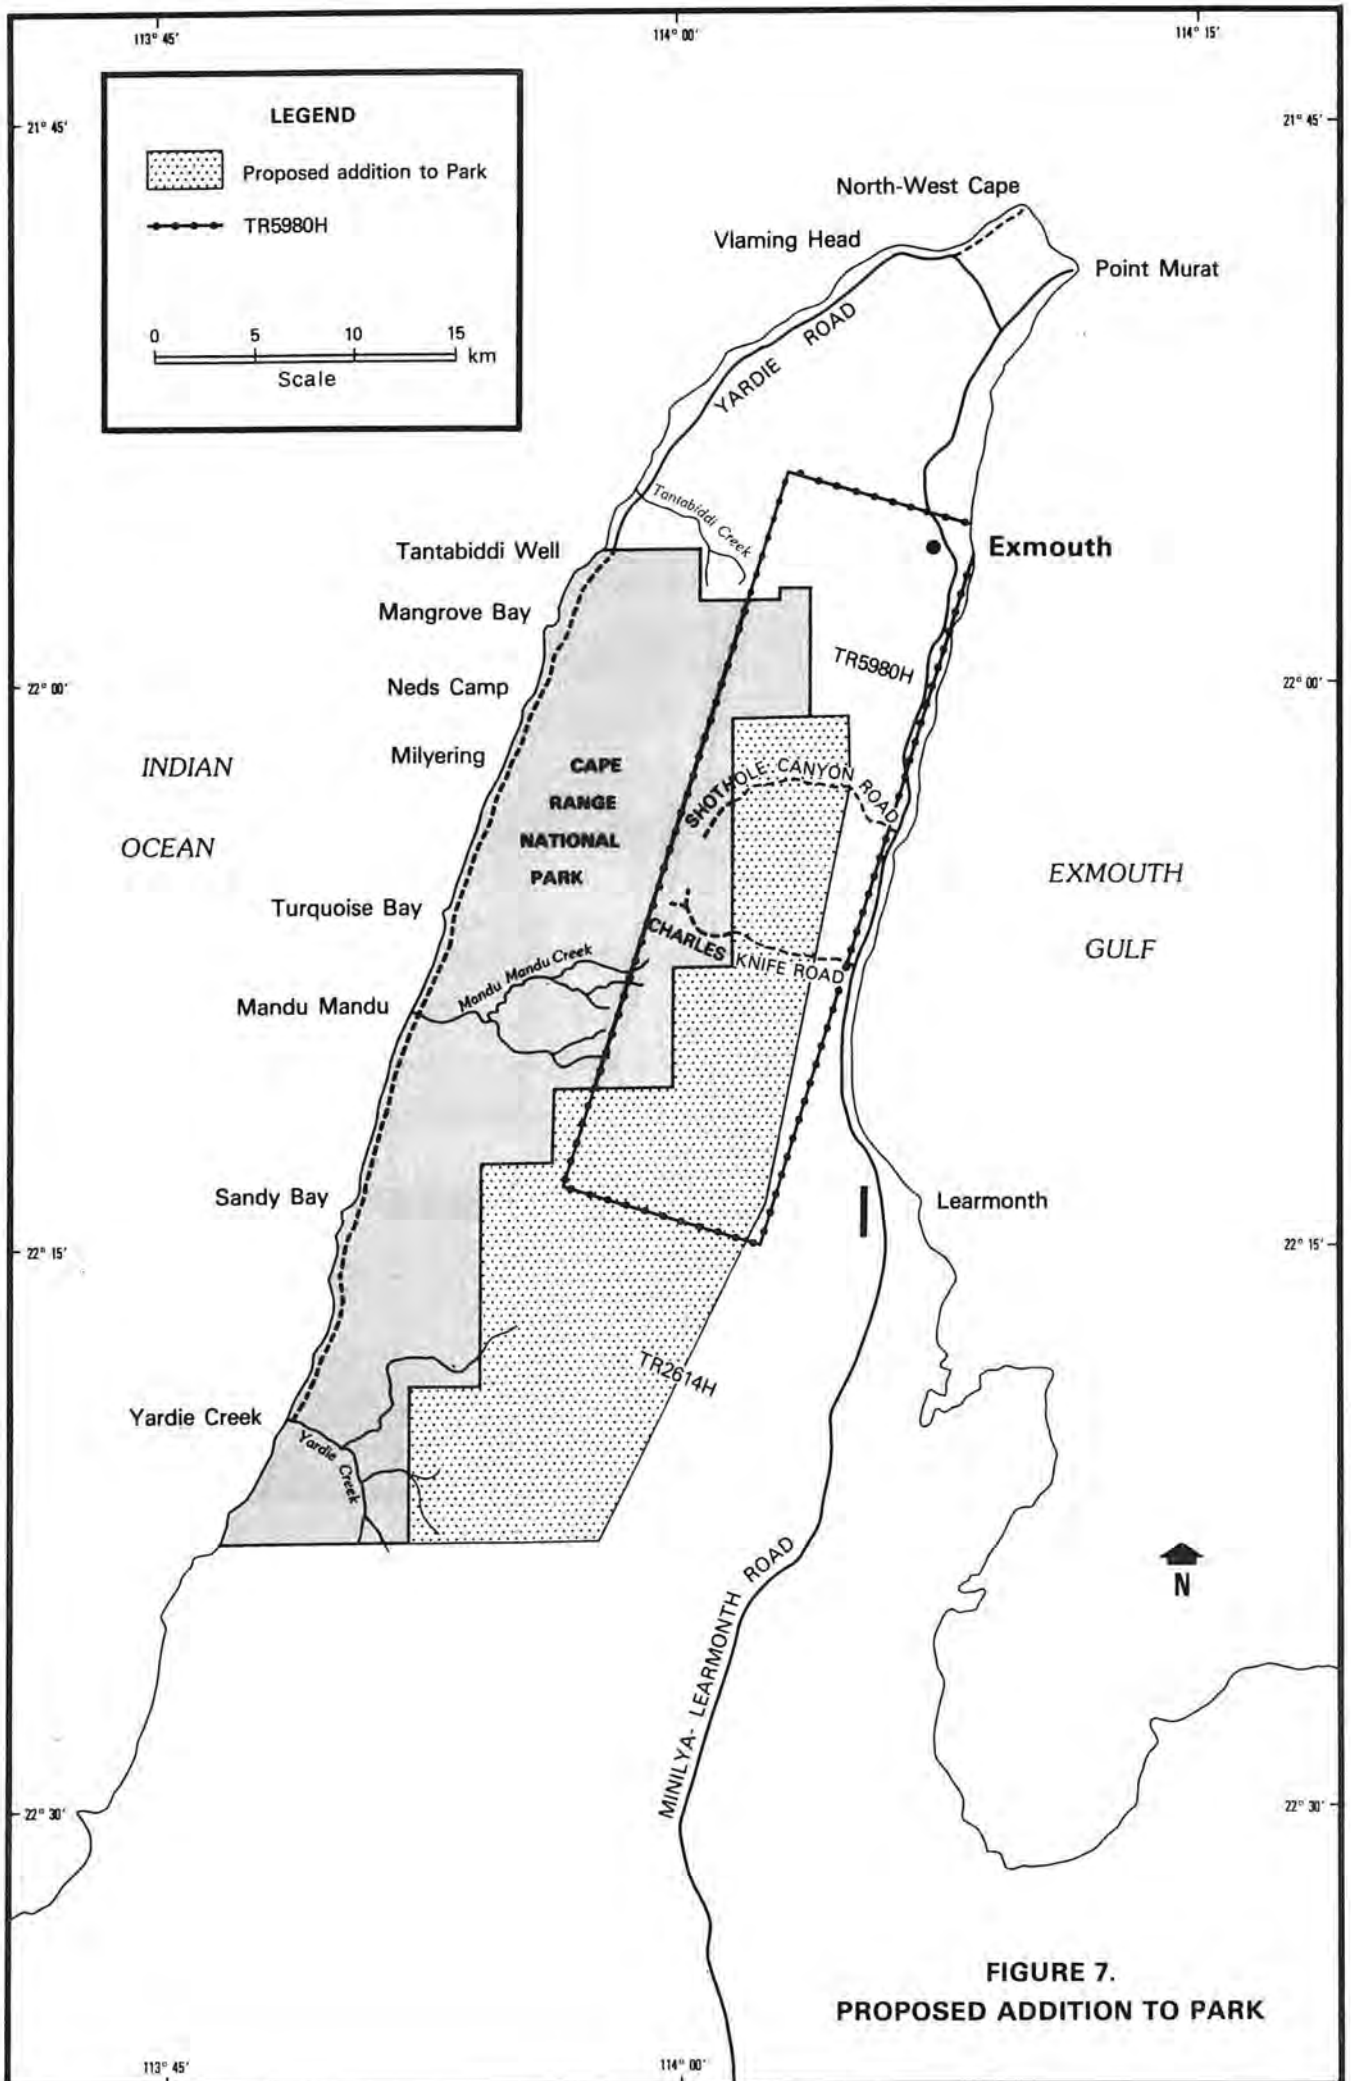 113° 45'
114° 00'
114° 15'
LEGEND
Proposed addition to Park
TR5980H
0 5 10 15
km
Scale
21° 45'
21° 45'
North-West Cape
Vlaming Head
Point Murat
YARDIE ROAD
Tantabiddi Creek
Tantabiddi Well
Exmouth
Mangrove Bay
TR5980H
Neds Camp
22° 00'
22° 00'
Milyering
INDIAN
OCEAN
CAPE
RANGE
NATIONAL
PARK
SHOTHOLE CANYON ROAD
EXMOUTH
GULF
Turquoise Bay
CHARLES KNIFE ROAD
Mandu Mandu Creek
Mandu Mandu
Sandy Bay
Learmonth
22° 15'
22° 15'
TR2614H
Yardie Creek
Yardie Creek
MINILYA-LEARMONTH ROAD
N
22° 30'
22° 30'
FIGURE 7.
PROPOSED ADDITION TO PARK
113° 45'
114° 00'